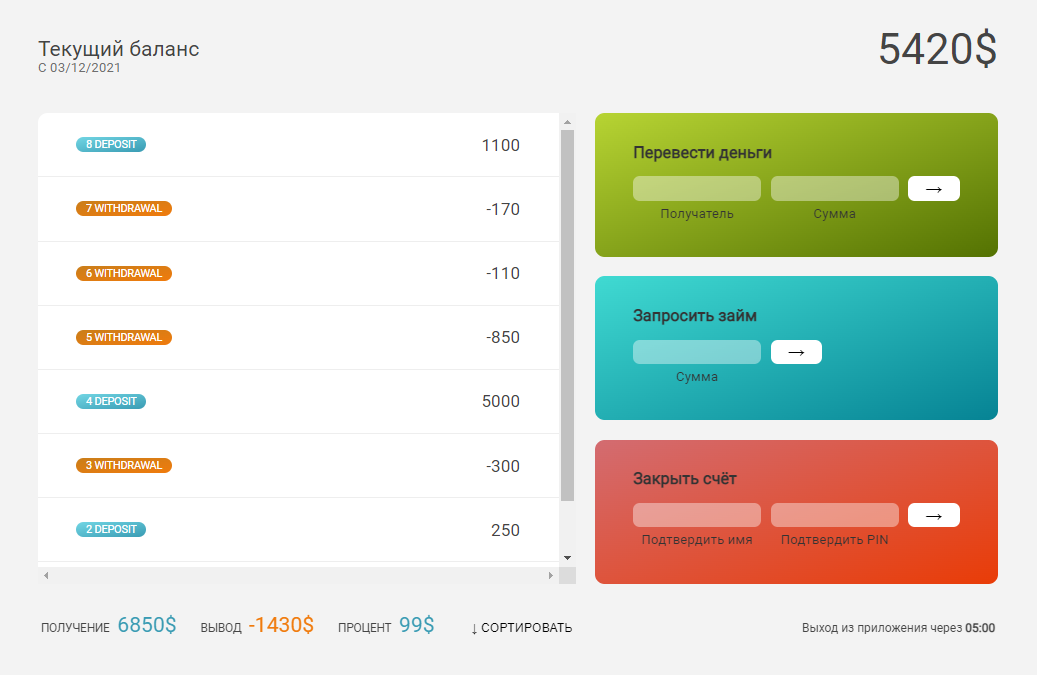 Текущий баланс
С 03/12/2021
5420$
8 DEPOSIT 1100
7 WITHDRAWAL -170
6 WITHDRAWAL -110
5 WITHDRAWAL -850
4 DEPOSIT 5000
3 WITHDRAWAL -300
2 DEPOSIT 250
Перевести деньги
→
Получатель Сумма
Запросить займ
→
Сумма
Закрыть счёт
→
Подтвердить имя Подтвердить PIN
ПОЛУЧЕНИЕ 6850$ ВЫВОД -1430$ ПРОЦЕНТ 99$ ↓ СОРТИРОВАТЬ
Выход из приложения через 05:00